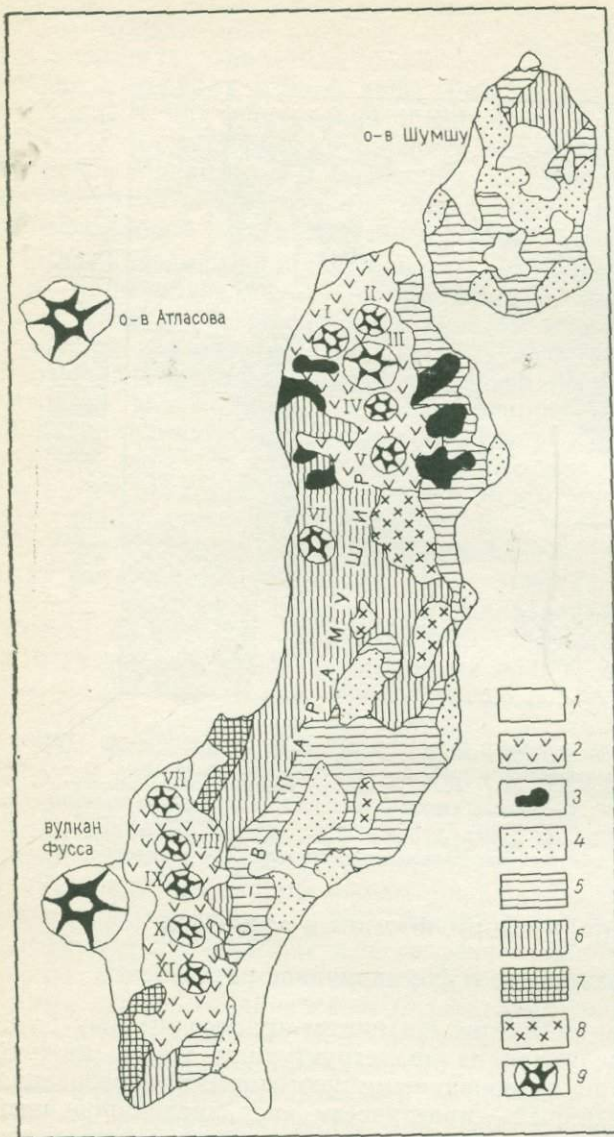 о-в Шумшу
о-в Атласова
I
II
III
IV
V
VI
О-В ПАРАМУШИР
VII
VIII
IX
X
XI
вулкан
Фусса
1
2
3
4
5
6
7
8
9